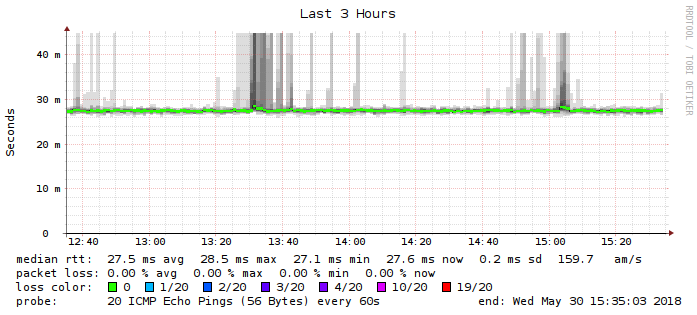 Last 3 Hours
RRDTOOL / TOBI OETIKER
Seconds
40 m
30 m
20 m
10 m
0
12:40 13:00 13:20 13:40 14:00 14:20 14:40 15:00 15:20
median rtt: 27.5 ms avg 28.5 ms max 27.1 ms min 27.6 ms now 0.2 ms sd 159.7 am/s
packet loss: 0.00 % avg 0.00 % max 0.00 % min 0.00 % now
loss color: 0 1/20 2/20 3/20 4/20 10/20 19/20
probe: 20 ICMP Echo Pings (56 Bytes) every 60s end: Wed May 30 15:35:03 2018